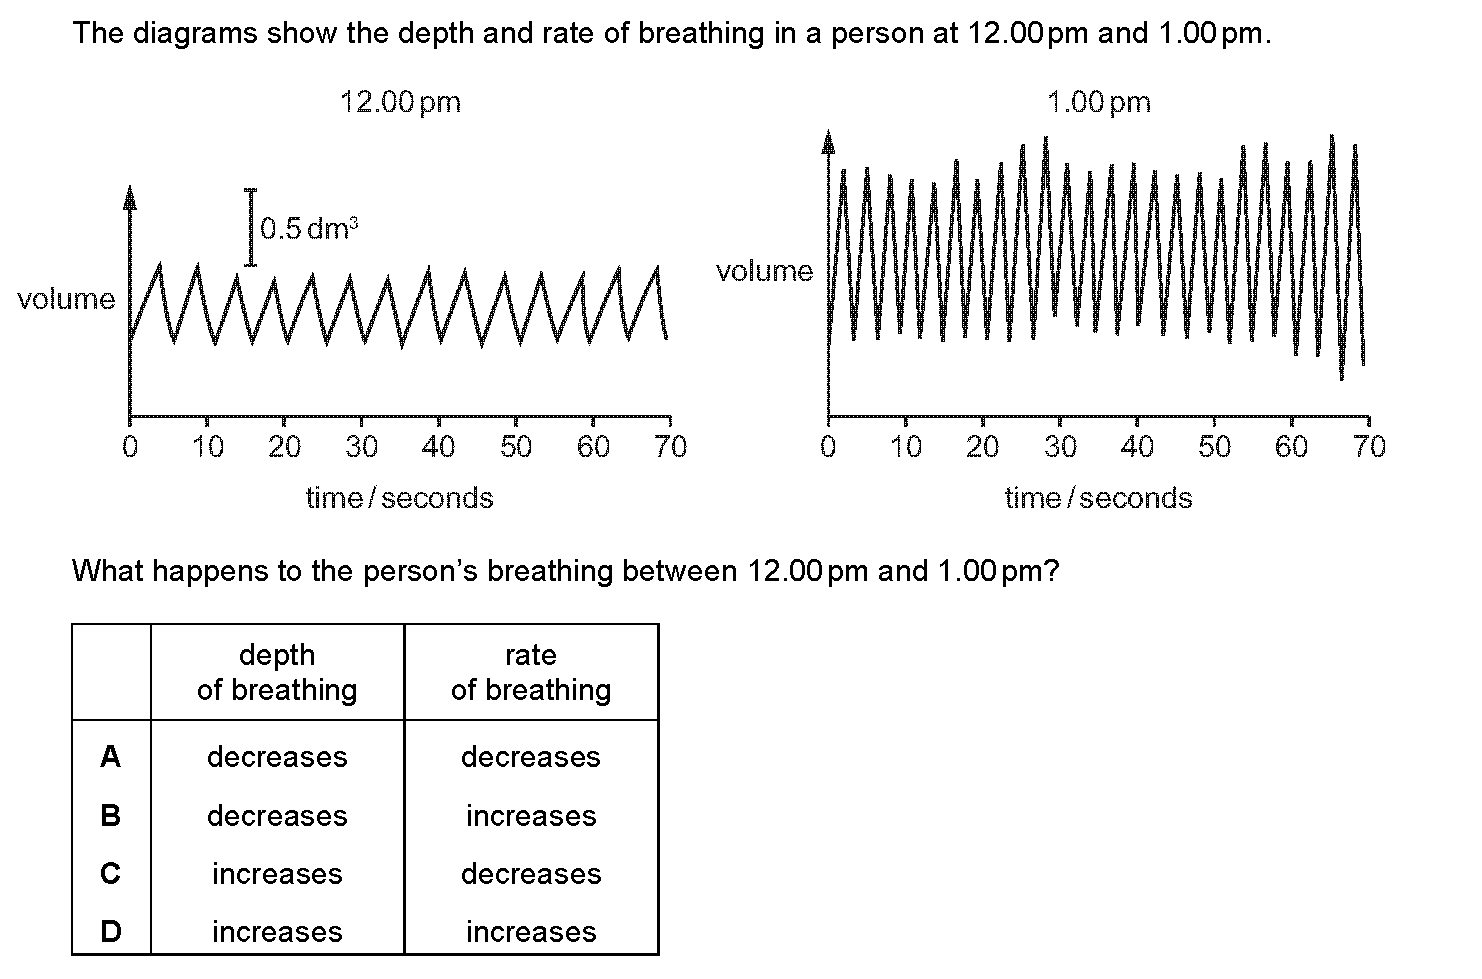 The diagrams show the depth and rate of breathing in a person at 12.00 pm and 1.00 pm.
12.00 pm
0.5 dm³
volume
0 10 20 30 40 50 60 70
time / seconds
1.00 pm
volume
0 10 20 30 40 50 60 70
time / seconds
What happens to the person’s breathing between 12.00 pm and 1.00 pm?
depth of breathing rate of breathing
A decreases decreases
B decreases increases
C increases decreases
D increases increases